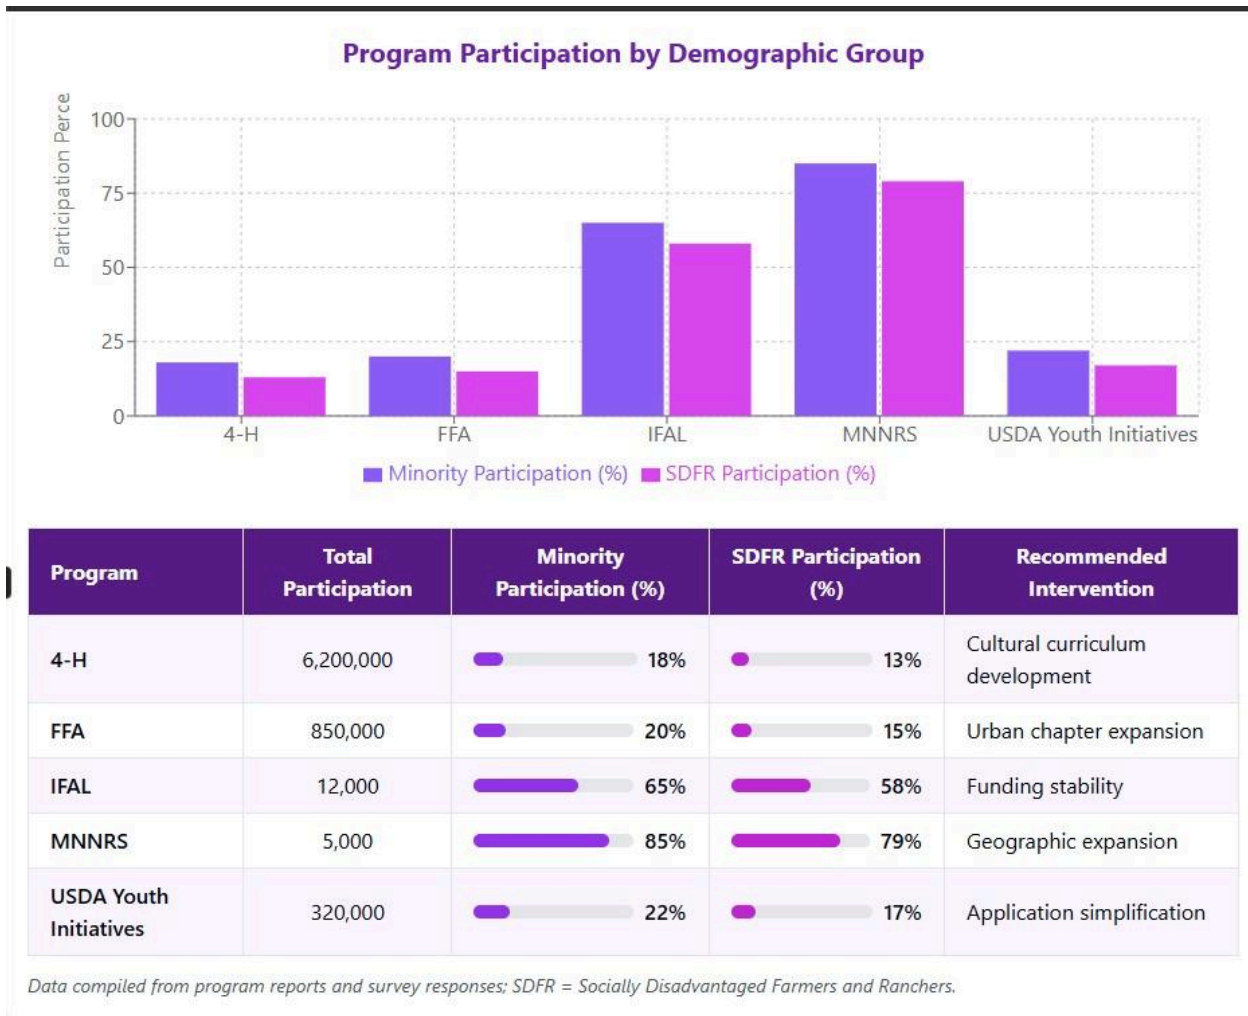 Program Participation by Demographic Group
Participation Perce
100
75
50
25
0
4-H
FFA
IFAL
MNNRS
USDA Youth Initiatives
Minority Participation (%) SDFR Participation (%)
Program
Total
Participation
Minority
Participation (%)
SDFR Participation
(%)
Recommended
Intervention
4-H
6,200,000
18%
13%
Cultural curriculum
development
FFA
850,000
20%
15%
Urban chapter expansion
IFAL
12,000
65%
58%
Funding stability
MNNRS
5,000
85%
79%
Geographic expansion
USDA Youth
Initiatives
320,000
22%
17%
Application simplification
Data compiled from program reports and survey responses; SDFR = Socially Disadvantaged Farmers and Ranchers.